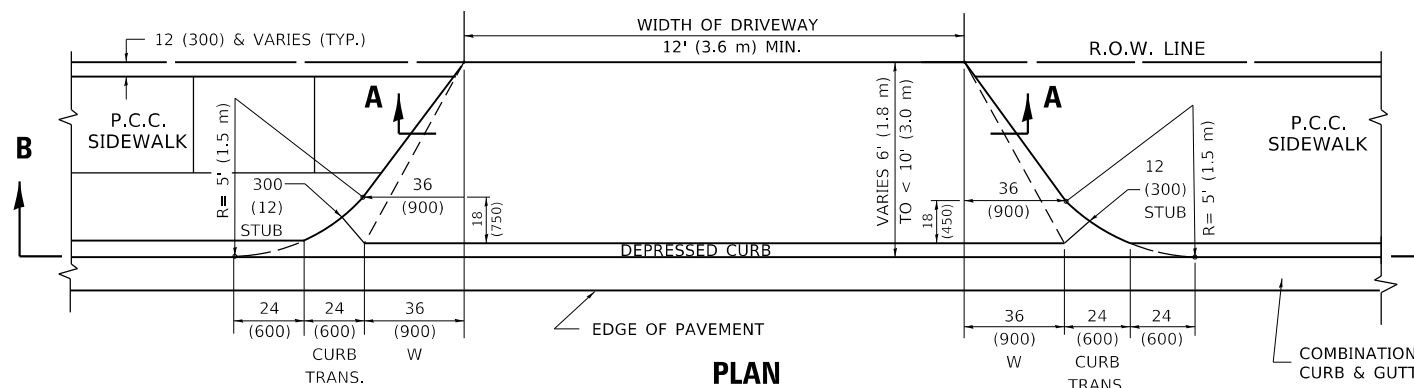 WIDTH OF DRIVEWAY
12' (3.6 m) MIN.
12 (300) & VARIES (TYP.)
R.O.W. LINE
A
A
B
P.C.C.
SIDEWALK
P.C.C.
SIDEWALK
R= 5' (1.5 m)
300
(12)
STUB
36
(900)
18
(750)
VARIES 6' (1.8 m)
TO < 10' (3.0 m)
36
(900)
18
(450)
12
(300)
STUB
R= 5' (1.5 m)
DEPRESSED CURB
24
(600)
24
(600)
CURB
TRANS.
36
(900)
W
EDGE OF PAVEMENT
PLAN
36
(900)
W
24
(600)
CURB
TRANS.
24
(600)
COMBINATION
CURB & GUTT